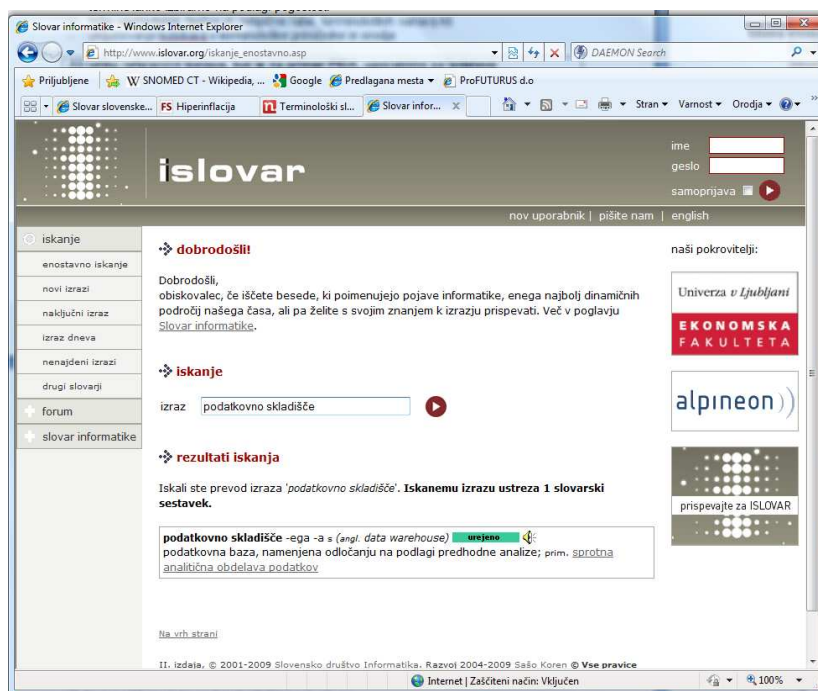 Slovar informatike - Windows Internet Explorer
http://www.islovar.org/iskanje_enostavno.asp
DAEMON Search
Priljubljene
W SNOMED CT - Wikipedia, ...
Google
Predlagana mesta
ProFUTURUS d.o
Slovar slovenske...
FS Hiperinflacija
Terminološki sl...
Slovar infor...
Stran
Varnost
Orodja
islovar
ime
geslo
samoprijava
nov uporabnik | pišite nam | english
iskanje
enostavno iskanje
novi izrazi
naključni izraz
izraz dneva
nenajdeni izrazi
drugi slovarji
forum
slovar informatike
dobrodošli!
Dobrodošli,
obiskovalec, če iščete besede, ki poimenujejo pojave informatike, enega najbolj dinamičnih
področij našega časa, ali pa želite s svojim znanjem k izrazju prispevati. Več v poglavju
Slovar informatike.
iskanje
izraz podatkovno skladišče
rezultati iskanja
Iskali ste prevod izraza 'podatkovno skladišče'. Iskanemu izrazu ustreza 1 slovarski
sestavek.
podatkovno skladišče -ega -a s (angl. data warehouse) urejeno
podatkovna baza, namenjena odločanju na podlagi predhodne analize; prim. sprotna
analitična obdelava podatkov
Na vrh strani
II. izdaja, © 2001-2009 Slovensko društvo Informatika. Razvoj 2004-2009 Sašo Koren © Vse pravice
naši pokrovitelji:
Univerza v Ljubljani
EKONOMSKA
FAKULTETA
alpineon
prispevajte za ISLOVAR
Internet | Zaščiteni način: Vključen
100%